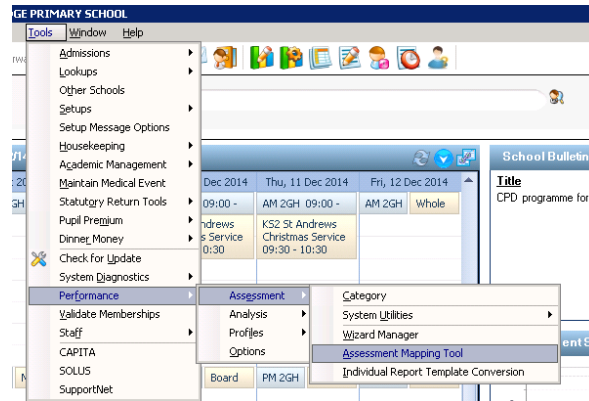 GE PRIMARY SCHOOL
Tools Window Help
Admissions
Lookups
Other Schools
Setups
Setup Message Options
Housekeeping
Academic Management
Maintain Medical Event
Statutory Return Tools
Pupil Premium
Dinner Money
Check for Update
System Diagnostics
Performance
Validate Memberships
Staff
CAPITA
SOLUS
SupportNet
Assessment
Analysis
Profiles
Options
Category
System Utilities
Wizard Manager
Assessment Mapping Tool
Individual Report Template Conversion
Dec 2014 Thu, 11 Dec 2014 Fri, 12 Dec 2014
09:00 - AM 2GH 09:00 - AM 2GH Whole
ndrews KS2 St Andrews
s Service Christmas Service
0:30 09:30 - 10:30
Board PM 2GH
School Bulletin
Title
CPD programme for